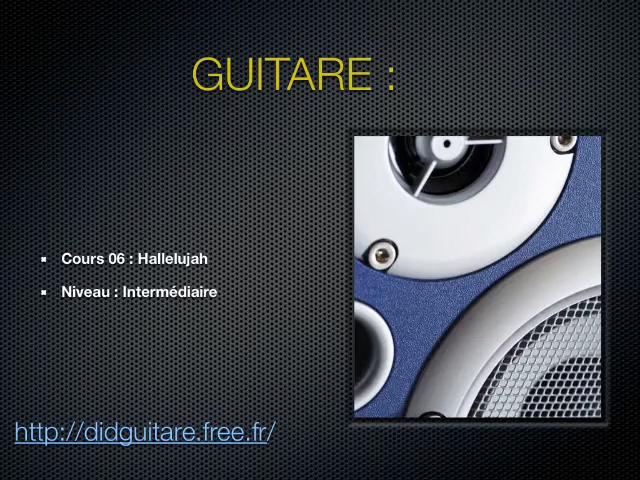 GUITARE :
Cours 06 : Hallelujah
Niveau : Intermédiaire
http://didguitare.free.fr/